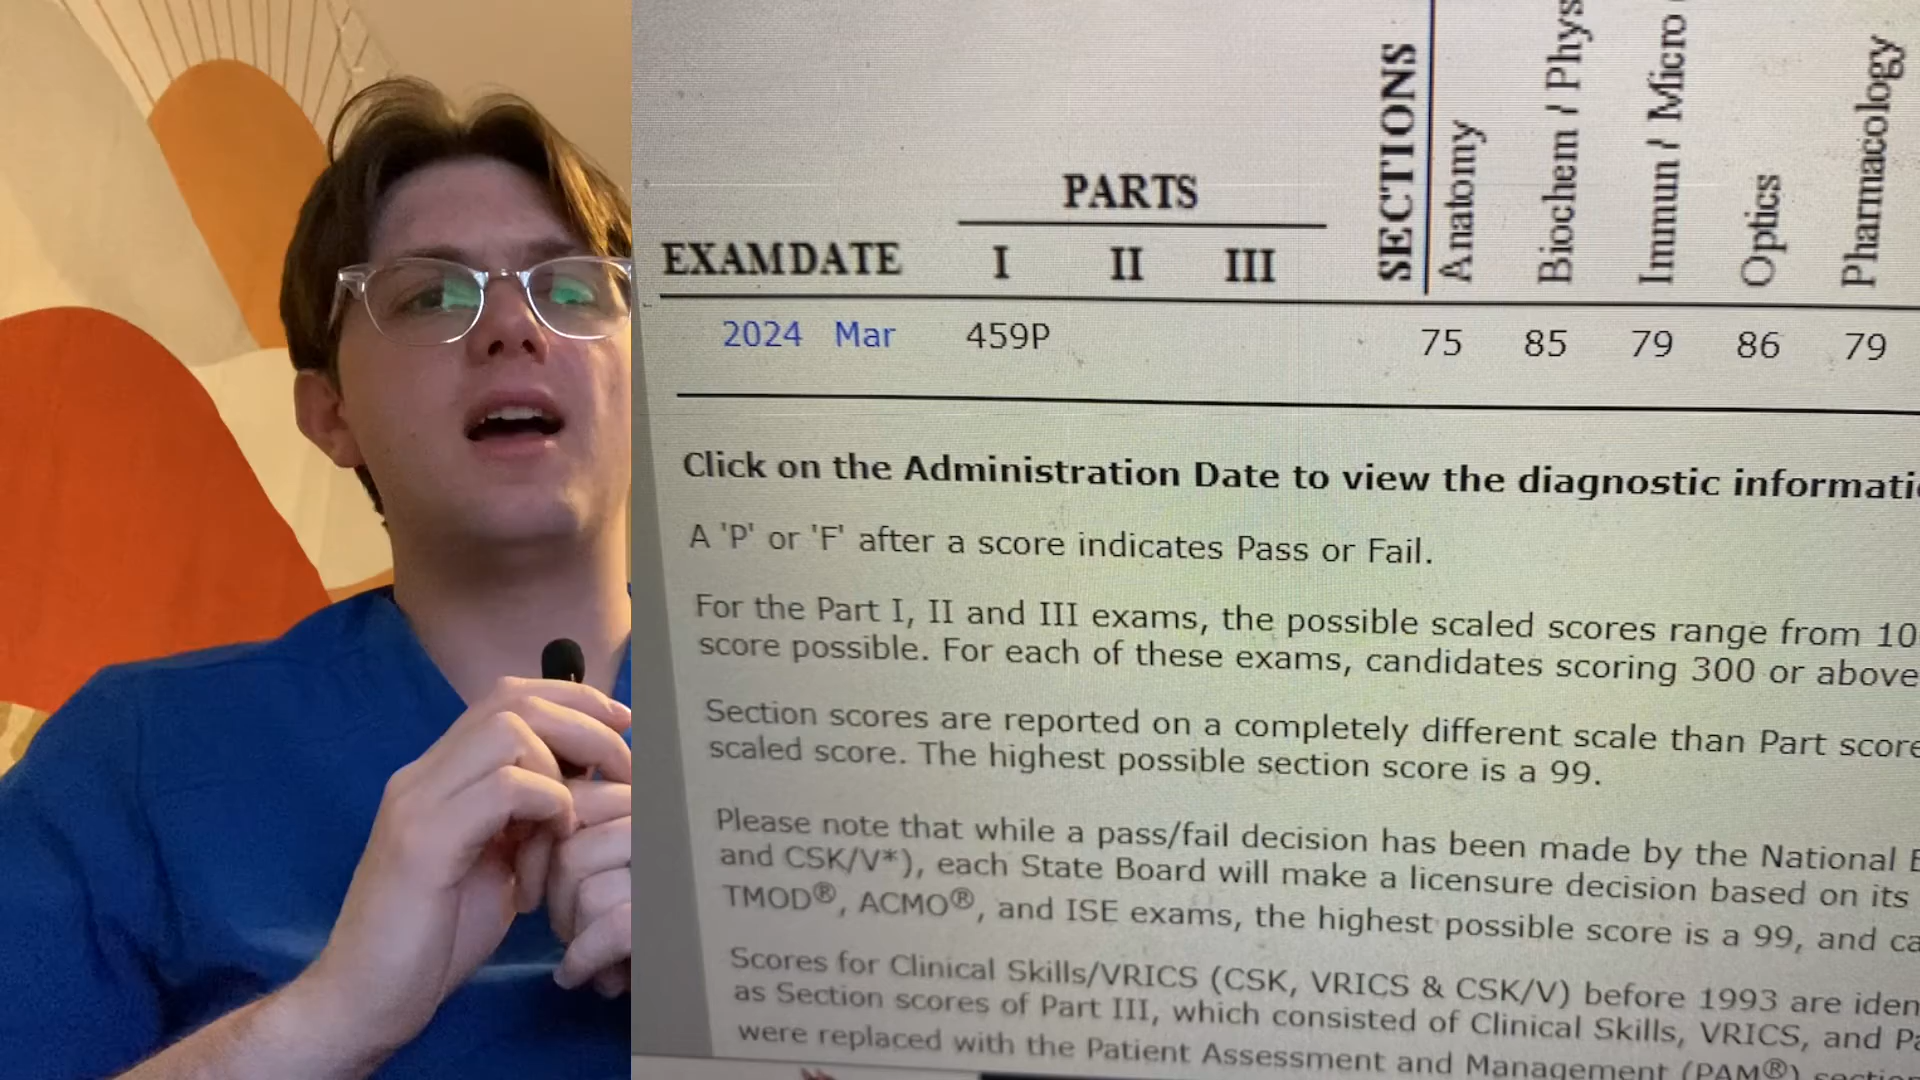 PARTS
SECTIONS
Anatomy
Biochem / Phys
Immun / Micro
Optics
Pharmacology
EXAMDATE I II III
2024 Mar 459P 75 85 79 86 79
Click on the Administration Date to view the diagnostic
A 'P' or 'F' after a score indicates Pass or Fail.
For the Part I, II and III exams, the possible scaled scores range from
score possible. For each of these exams, candidates scoring 300 or above
Section scores are reported on a completely different scale than Part
scaled score. The highest possible section score is a 99.
Please note that while a pass/fail decision has been made by the National
and CSK/V*), each State Board will make a licensure decision based on its
TMOD®, ACMO®, and ISE exams, the highest possible score is a 99, and
Scores for Clinical Skills/VRICS (CSK, VRICS & CSK/V) before 1993 are
as Section scores of Part III, which consisted of Clinical Skills, VRICS, and
were replaced with the Patient Assessment and Management (PAM®)